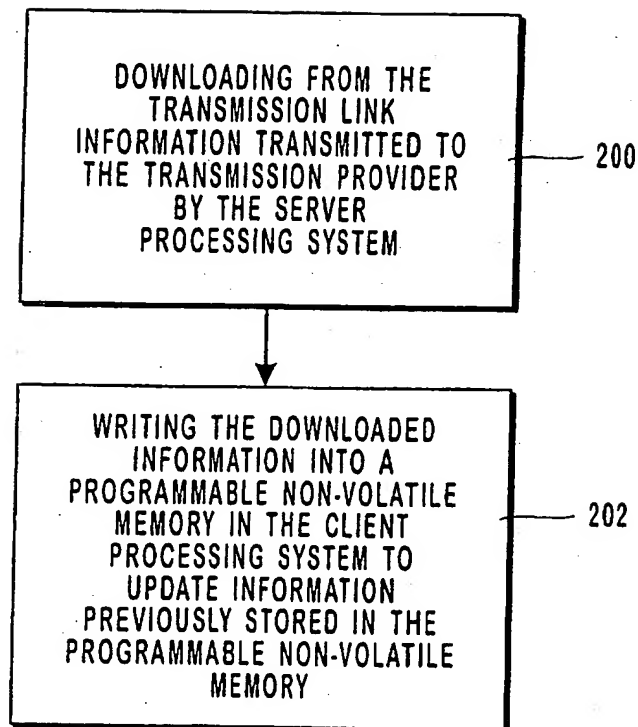 DOWNLOADING FROM THE
TRANSMISSION LINK
INFORMATION TRANSMITTED TO
THE TRANSMISSION PROVIDER
BY THE SERVER
PROCESSING SYSTEM
200
WRITING THE DOWNLOADED
INFORMATION INTO A
PROGRAMMABLE NON-VOLATILE
MEMORY IN THE CLIENT
PROCESSING SYSTEM TO
UPDATE INFORMATION
PREVIOUSLY STORED IN THE
PROGRAMMABLE NON-VOLATILE
MEMORY
202